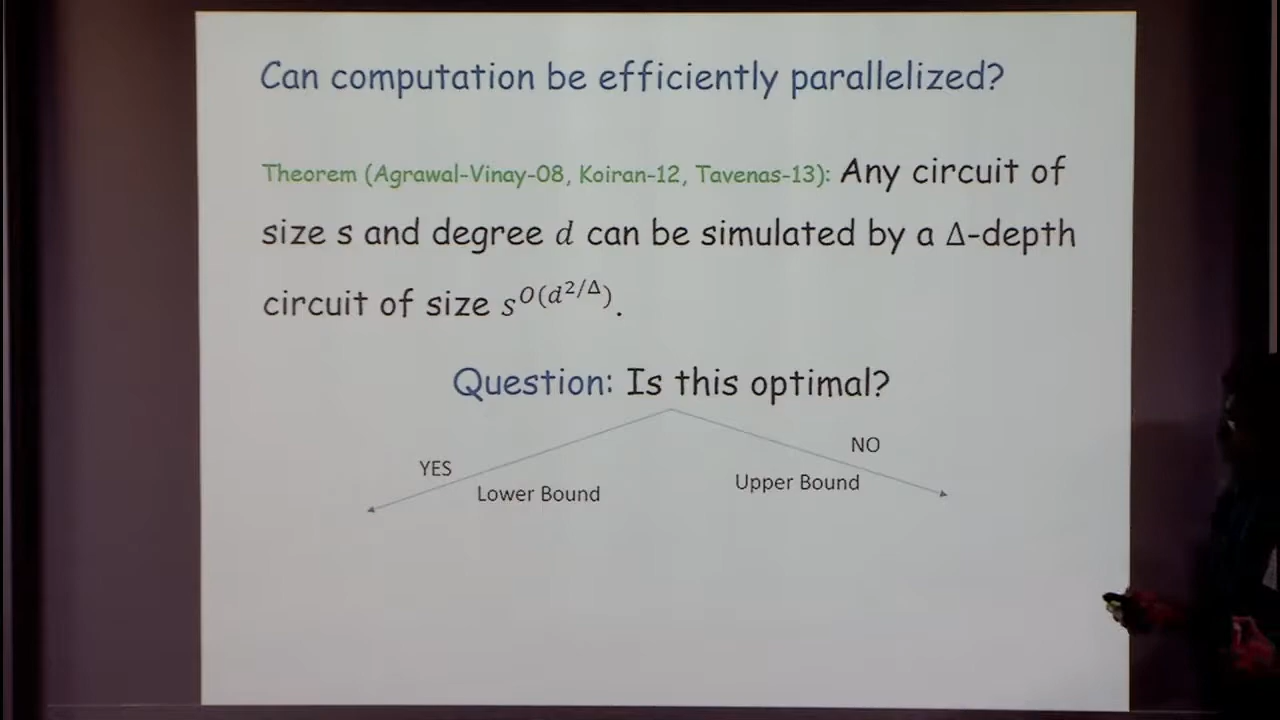 Can computation be efficiently parallelized?
Theorem (Agrawal-Vinay-08, Koiran-12, Tavenas-13): Any circuit of
size s and degree d can be simulated by a Δ-depth
circuit of size s^{O(d^{2/Δ})}.
Question: Is this optimal?
NO
YES
Upper Bound
Lower Bound